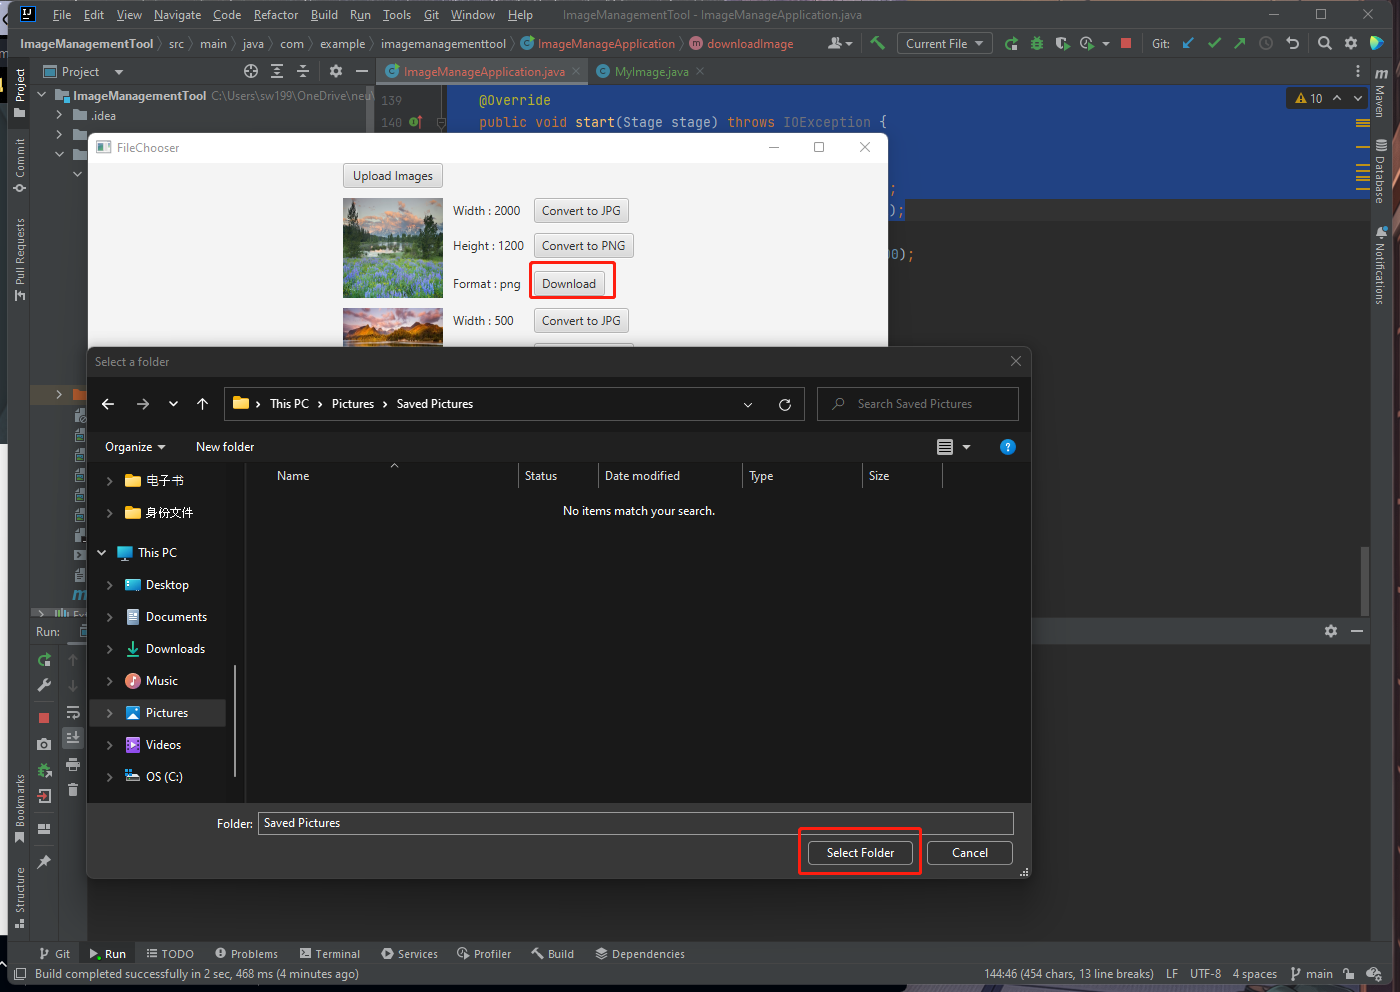 File Edit View Navigate Code Refactor Build Run Tools Git Window Help ImageManagementTool - ImageManageApplication.java
ImageManagementTool src main java com example imagemanagementtool ImageManageApplication downloadImage Current File Git:
Project ImageManageApplication.java MyImage.java
ImageManagementTool C:\Users\sw199\OneDrive\neu\
.idea
139 @Override
140 public void start(Stage stage) throws IOException {
10
;
);
);
Project
Commit
Pull Requests
Bookmarks
Structure
Maven
Database
Notifications
FileChooser
Upload Images
Width : 2000 Convert to JPG
Height : 1200 Convert to PNG
Format : png Download
Width : 500 Convert to JPG
Select a folder
This PC Pictures Saved Pictures Search Saved Pictures
Organize New folder
Name Status Date modified Type Size
No items match your search.
电子书
身份文件
This PC
Desktop
Documents
Downloads
Music
Pictures
Videos
OS (C:)
Folder: Saved Pictures
Select Folder Cancel
Run:
Git Run TODO Problems Terminal Services Profiler Build Dependencies
Build completed successfully in 2 sec, 468 ms (4 minutes ago) 144:46 (454 chars, 13 line breaks) LF UTF-8 4 spaces main